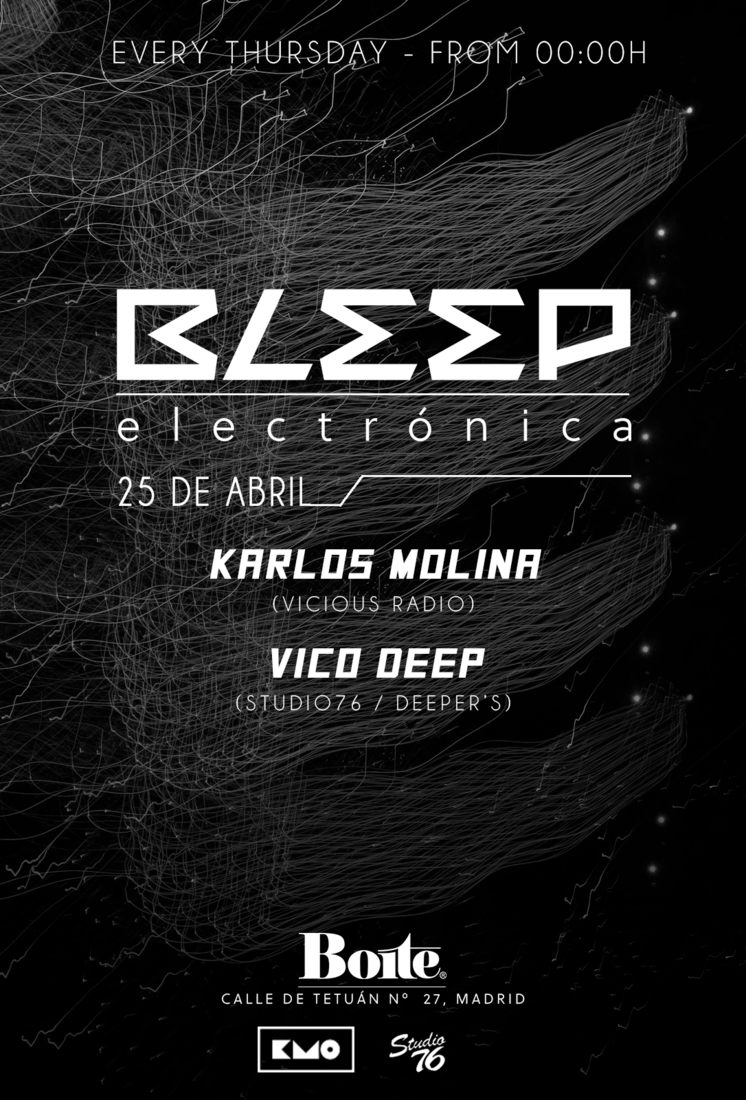 EVERY THURSDAY - FROM 00:00H
BLEEP
electrónica
25 DE ABRIL
KARLOS MOLINA
(VICIOUS RADIO)
VICO DEEP
(STUDIO76 / DEEPER'S)
Boite®
CALLE DE TETUÁN Nº 27, MADRID
KMO
Studio
76